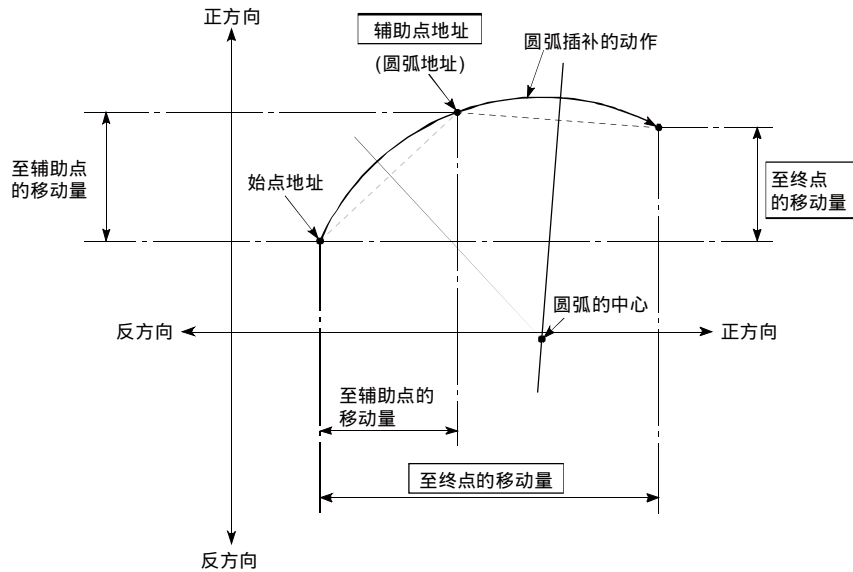 正方向
辅助点地址
(圆弧地址)
圆弧插补的动作
至辅助点
的移动量
始点地址
至终点
的移动量
圆弧的中心
反方向
正方向
至辅助点的
移动量
至终点的移动量
反方向